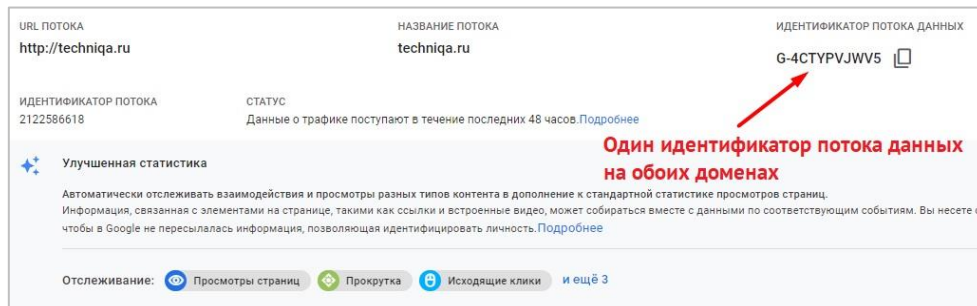 URL ПОТОКА
НАЗВАНИЕ ПОТОКА
ИДЕНТИФИКАТОР ПОТОКА ДАННЫХ
http://techniqa.ru
techniqa.ru
G-4CTYPVJWV5
ИДЕНТИФИКАТОР ПОТОКА
СТАТУС
2122586618
Данные о трафике поступают в течение последних 48 часов.Подробнее
Один идентификатор потока данных
на обоих доменах
Улучшенная статистика
Автоматически отслеживать взаимодействия и просмотры разных типов контента в дополнение к стандартной статистике просмотров страниц.
Информация, связанная с элементами на странице, такими как ссылки и встроенные видео, может собираться вместе с данными по соответствующим событиям. Вы несете
чтобы в Google не пересылалась информация, позволяющая идентифицировать личность.Подробнее
Отслеживание: Просмотры страниц Прокрутка Исходящие клики и ещё 3